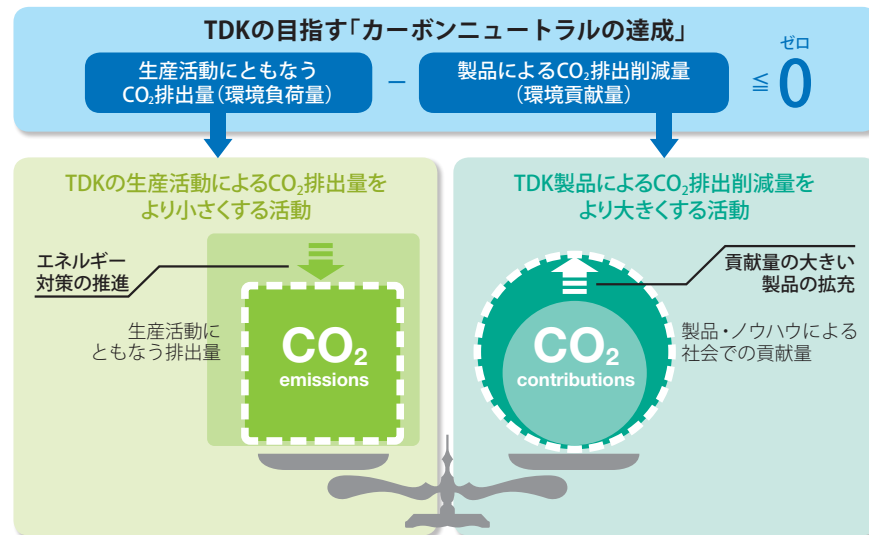 TDKの目指す「カーボンニュートラルの達成」
生産活動にともなう
CO₂排出量(環境負荷量)
−
製品によるCO₂排出削減量
(環境貢献量)
≦
ゼロ
0
TDKの生産活動によるCO₂排出量を
より小さくする活動
エネルギー
対策の推進
生産活動に
ともなう排出量
CO₂
emissions
TDK製品によるCO₂排出削減量を
より大きくする活動
貢献量の大きい
製品の拡充
CO₂
contributions
製品・ノウハウによる
社会での貢献量